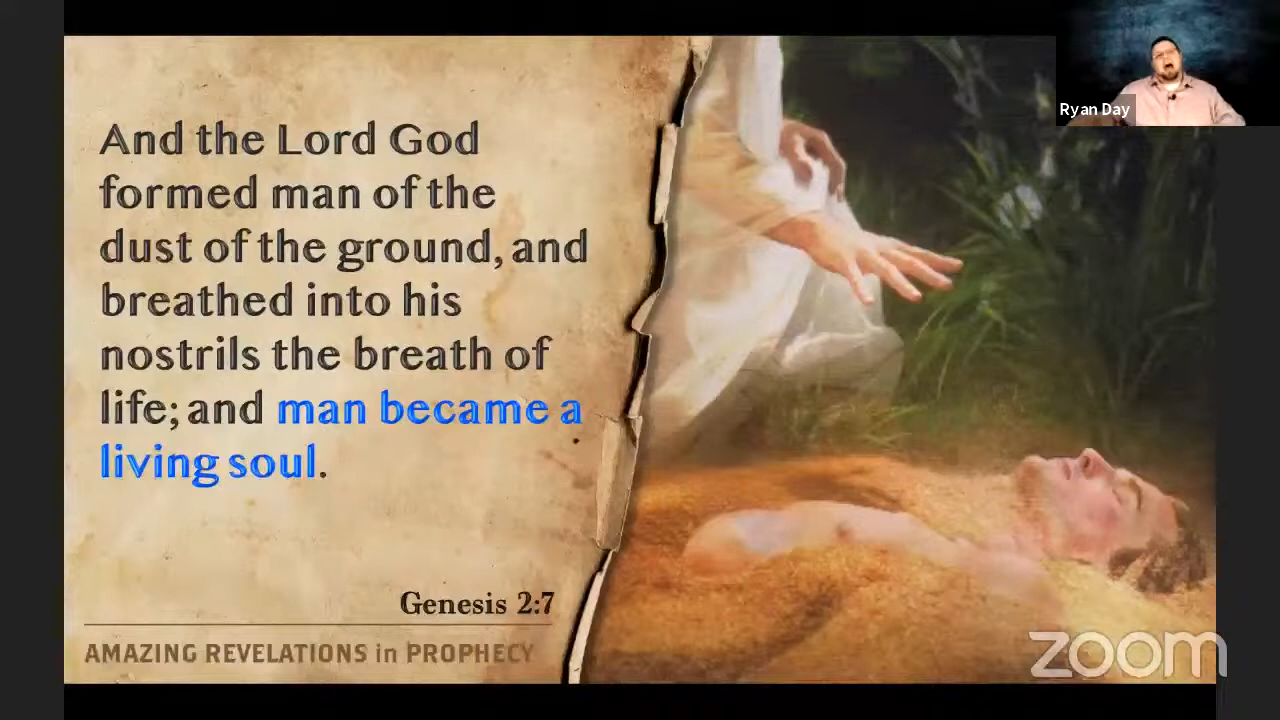 And the Lord God
formed man of the
dust of the ground, and
breathed into his
nostrils the breath of
life; and man became a
living soul.
Genesis 2:7
AMAZING REVELATIONS in PROPHECY
Ryan Day
zoom